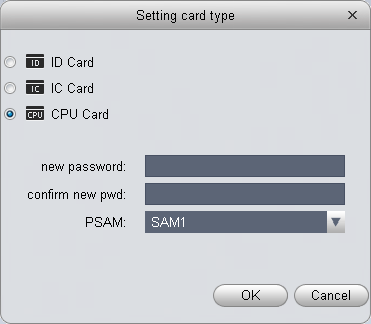 Setting card type
ID ID Card
IC IC Card
CPU CPU Card
new password:
confirm new pwd:
PSAM: SAM1
OK Cancel